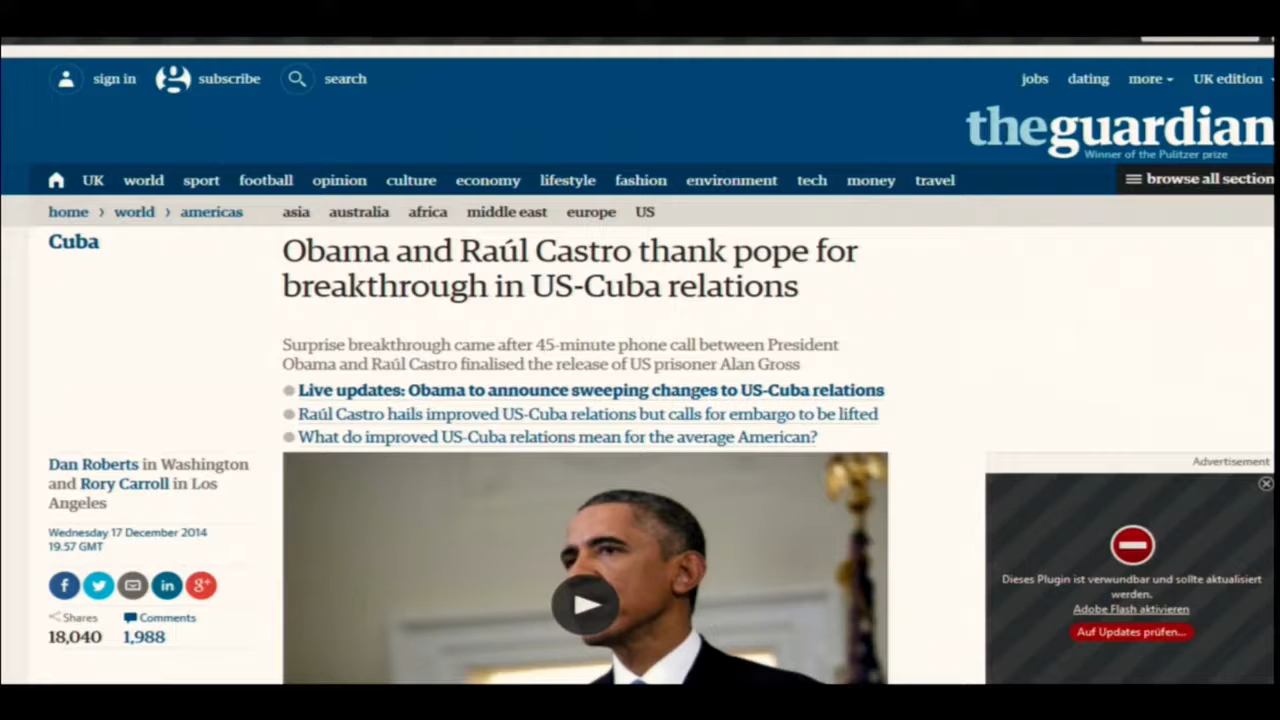 sign in subscribe search jobs dating more UK edition
theguardian
Winner of the Pulitzer prize
UK world sport football opinion culture economy lifestyle fashion environment tech money travel browse all section
home › world › americas asia australia africa middle east europe US
Cuba
Obama and Raúl Castro thank pope for
breakthrough in US-Cuba relations
Surprise breakthrough came after 45-minute phone call between President
Obama and Raúl Castro finalised the release of US prisoner Alan Gross
Live updates: Obama to announce sweeping changes to US-Cuba relations
Raúl Castro hails improved US-Cuba relations but calls for embargo to be lifted
What do improved US-Cuba relations mean for the average American?
Dan Roberts in Washington
and Rory Carroll in Los
Angeles
Wednesday 17 December 2014
19.57 GMT
f in g+
Shares Comments
18,040 1,988
Advertisement
Dieses Plugin ist verwundbar und sollte aktualisiert
werden.
Adobe Flash aktivieren
Auf Updates prüfen...